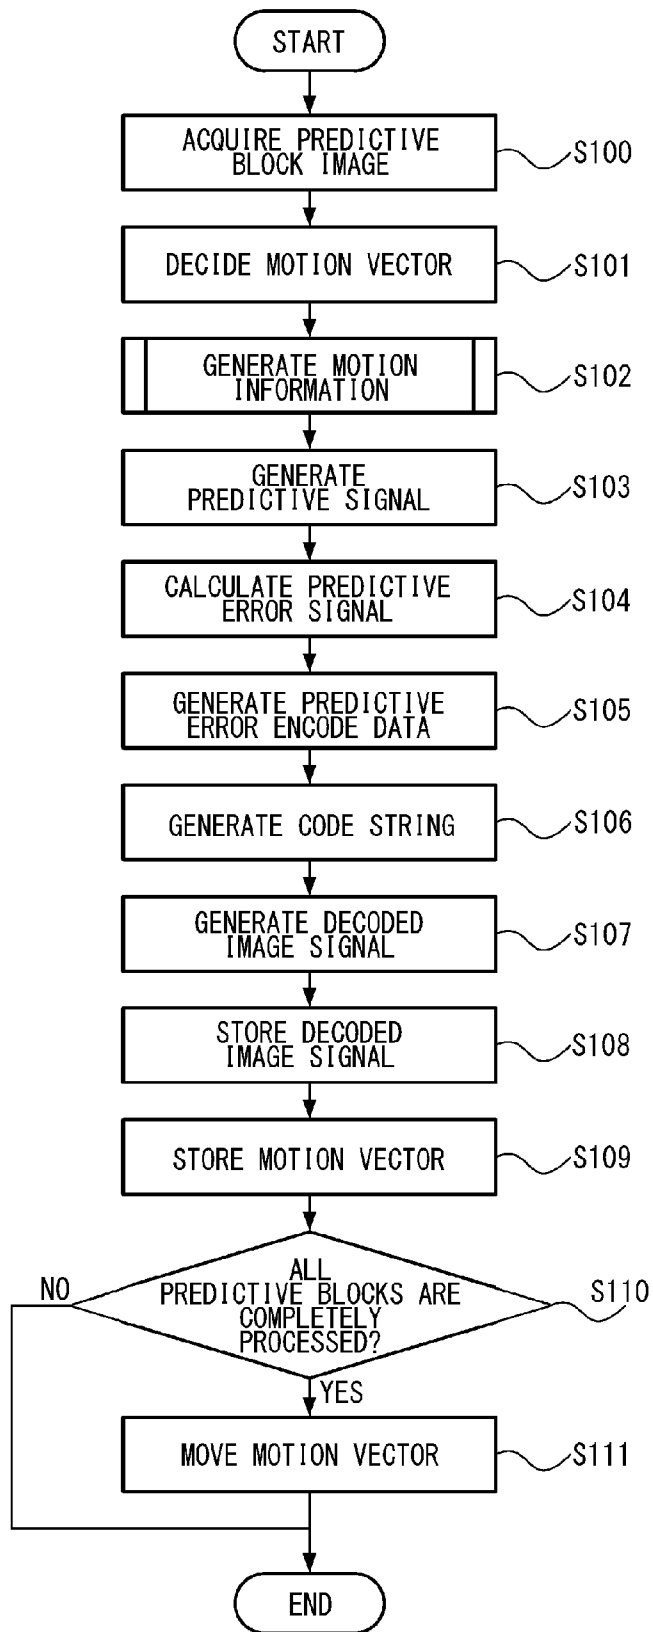 START
ACQUIRE PREDICTIVE
BLOCK IMAGE
S100
DECIDE MOTION VECTOR
S101
GENERATE MOTION
INFORMATION
S102
GENERATE
PREDICTIVE SIGNAL
S103
CALCULATE PREDICTIVE
ERROR SIGNAL
S104
GENERATE PREDICTIVE
ERROR ENCODE DATA
S105
GENERATE CODE STRING
S106
GENERATE DECODED
IMAGE SIGNAL
S107
STORE DECODED
IMAGE SIGNAL
S108
STORE MOTION VECTOR
S109
NO
ALL
PREDICTIVE BLOCKS ARE
COMPLETELY
PROCESSED?
S110
YES
MOVE MOTION VECTOR
S111
END